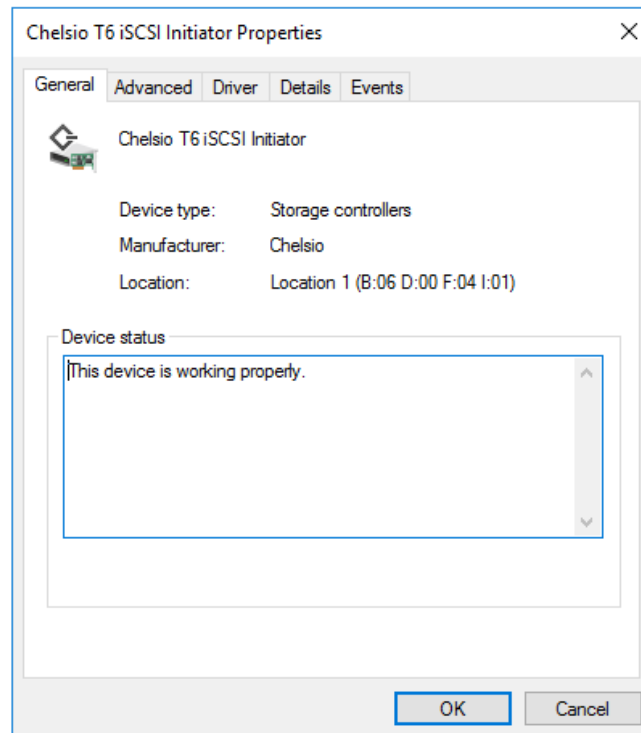 Chelsio T6 iSCSI Initiator Properties
General Advanced Driver Details Events
Chelsio T6 iSCSI Initiator
Device type: Storage controllers
Manufacturer: Chelsio
Location: Location 1 (B:06 D:00 F:04 I:01)
Device status
This device is working properly.
OK Cancel